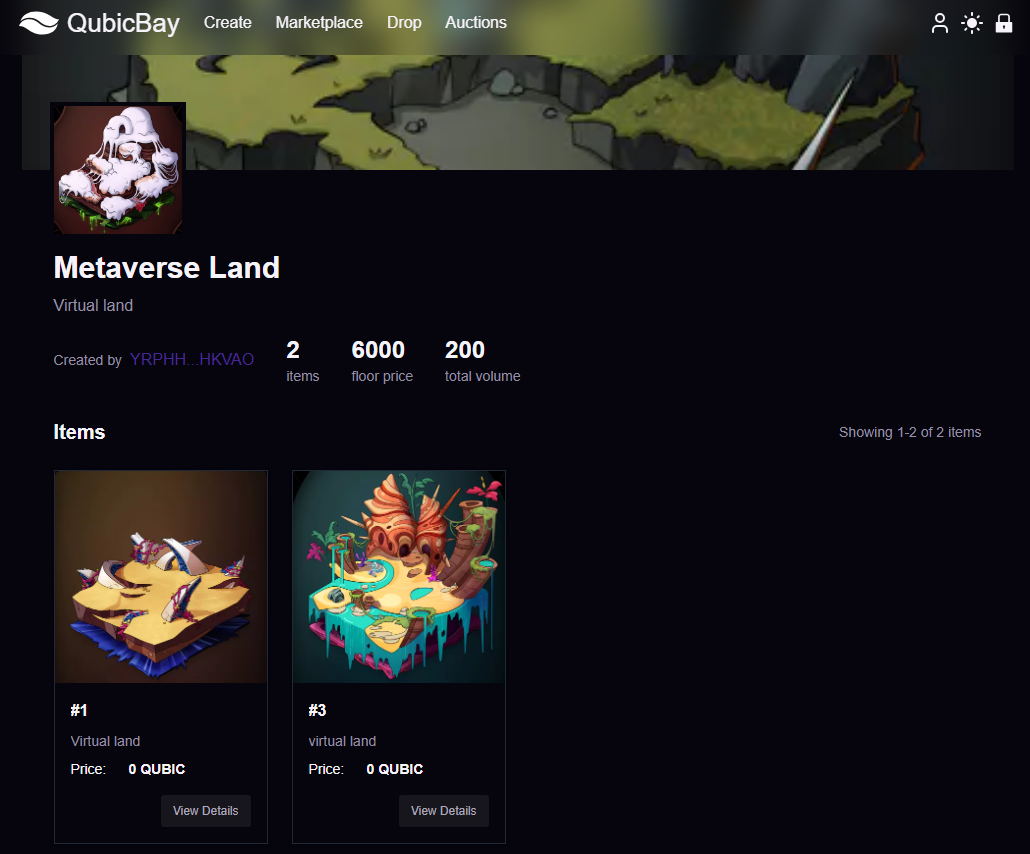 QubicBay Create Marketplace Drop Auctions
Metaverse Land
Virtual land
Created by YRPHH...HKVAO
2 6000 200
items floor price total volume
Items
Showing 1-2 of 2 items
#1
Virtual land
Price: 0 QUBIC
View Details
#3
virtual land
Price: 0 QUBIC
View Details